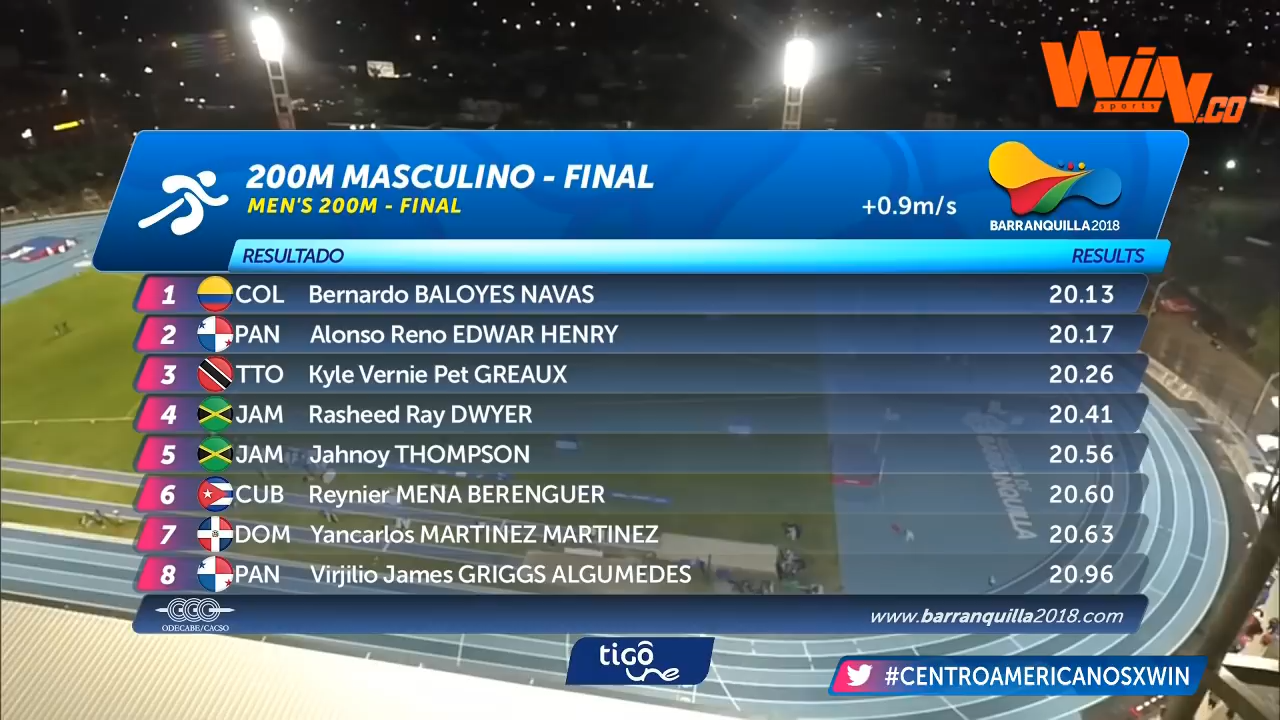 WIN
sports
.CO
200M MASCULINO - FINAL
MEN'S 200M - FINAL
+0.9m/s
BARRANQUILLA2018
RESULTADO RESULTS
1 COL Bernardo BALOYES NAVAS 20.13
2 PAN Alonso Reno EDWAR HENRY 20.17
3 TTO Kyle Vernie Pet GREAUX 20.26
4 JAM Rasheed Ray DWYER 20.41
5 JAM Jahnoy THOMPSON 20.56
6 CUB Reynier MENA BERENGUER 20.60
7 DOM Yancarlos MARTINEZ MARTINEZ 20.63
8 PAN Virjilio James GRIGGS ALGUMEDES 20.96
ODECABE/CACSO
www.barranquilla2018.com
tigo
une
#CENTROAMERICANOSXWIN